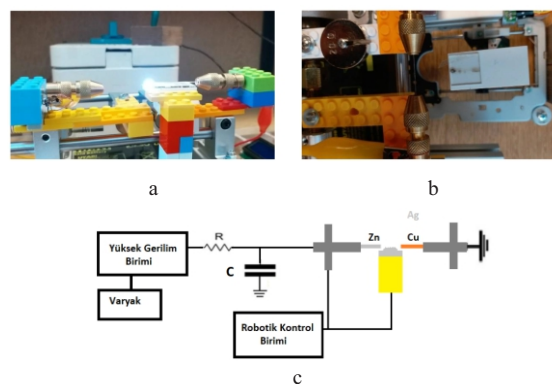 a
b
R
Ag
Zn
Cu
Yüksek Gerilim
Birimi
C
Varyak
Robotik Kontrol
Birimi
c